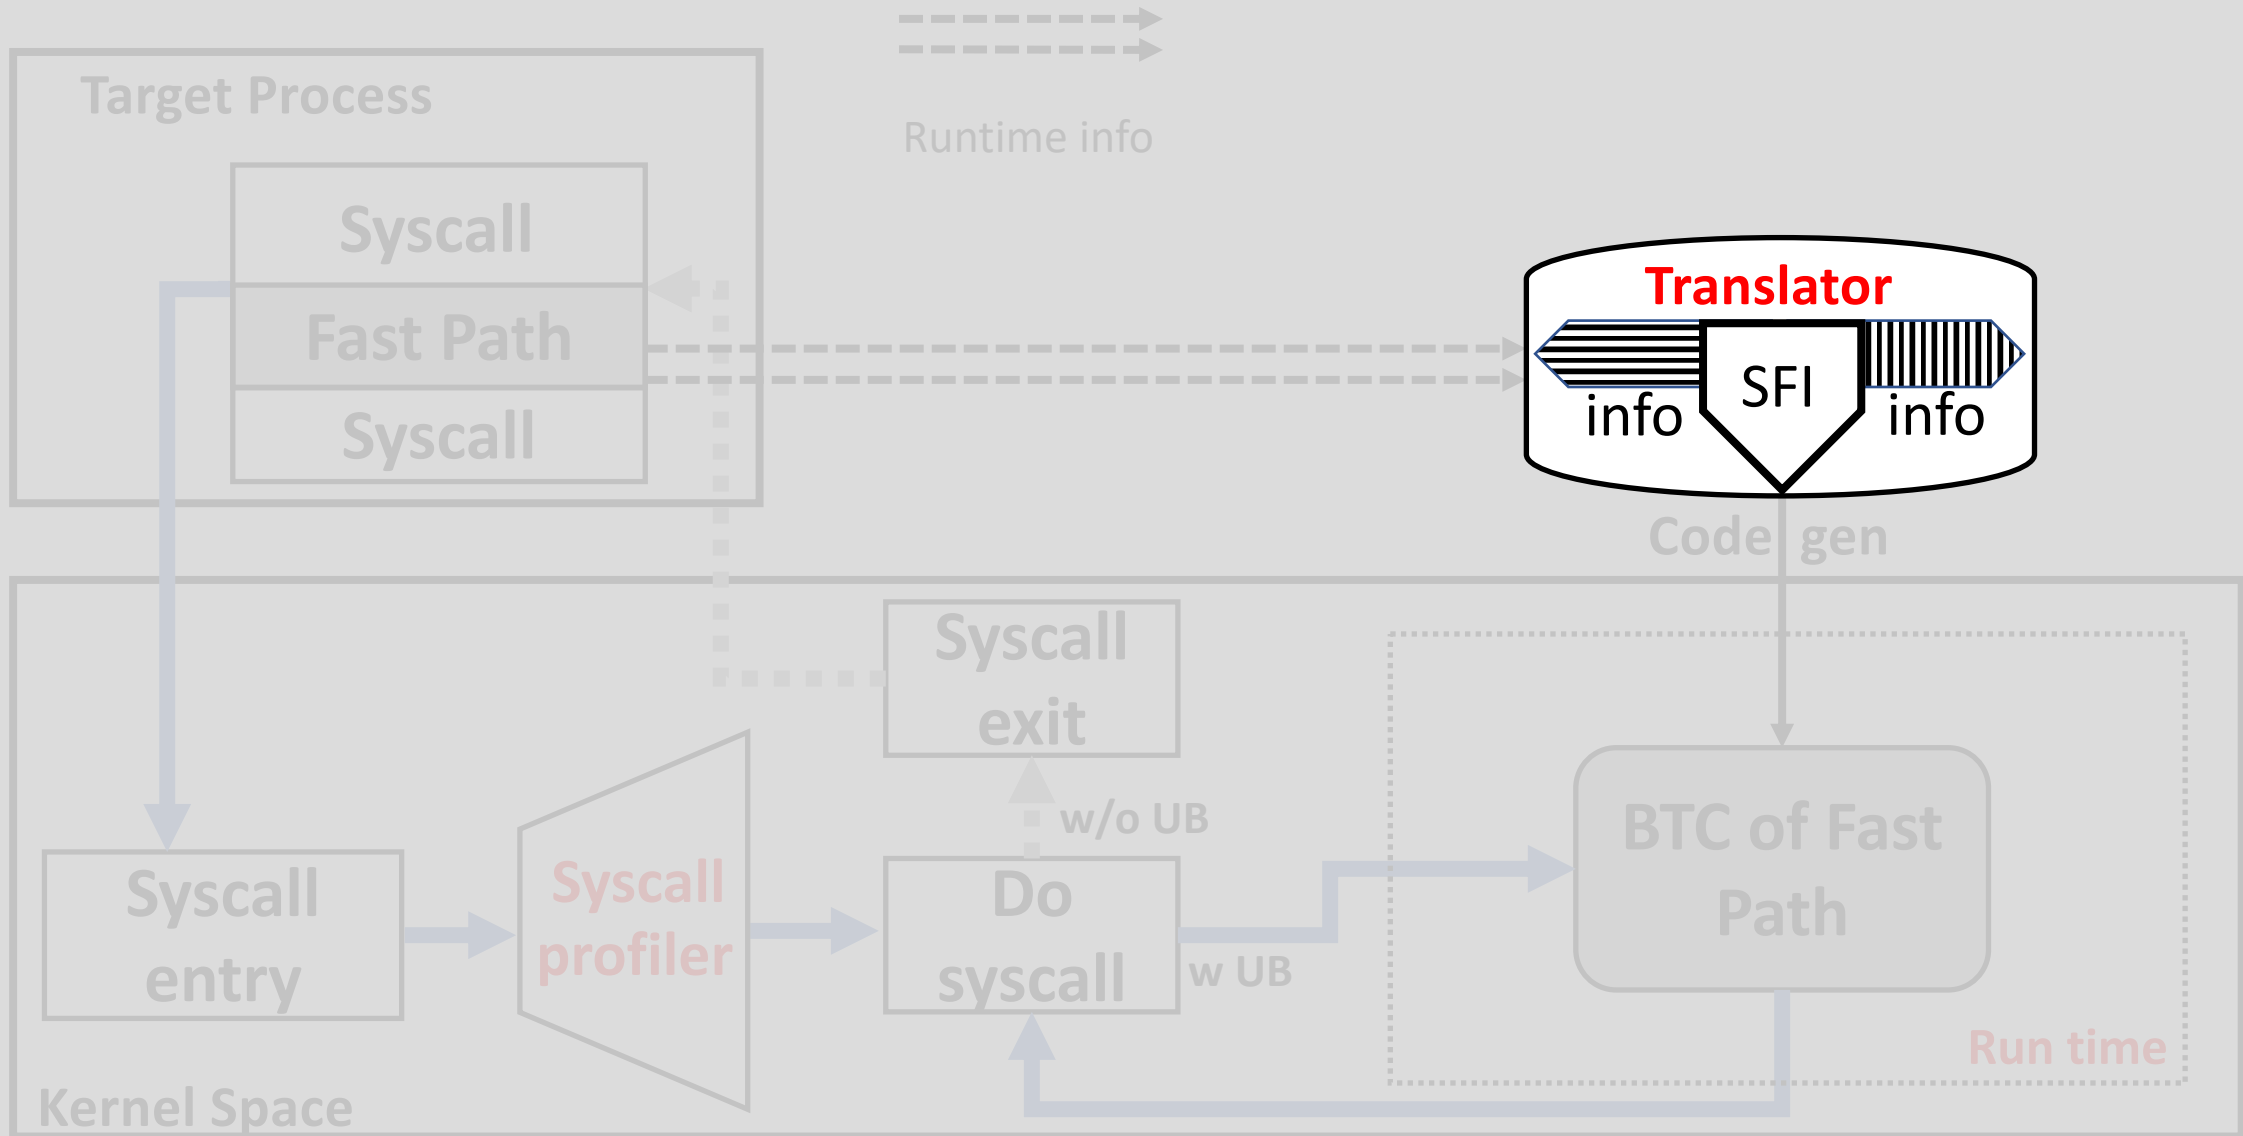 Target Process
Runtime info
Syscall
Fast Path
Syscall
Translator
SFI
info
info
Code gen
Syscall
exit
w/o UB
Syscall
entry
Syscall
profiler
Do
syscall
w UB
BTC of Fast
Path
Run time
Kernel Space